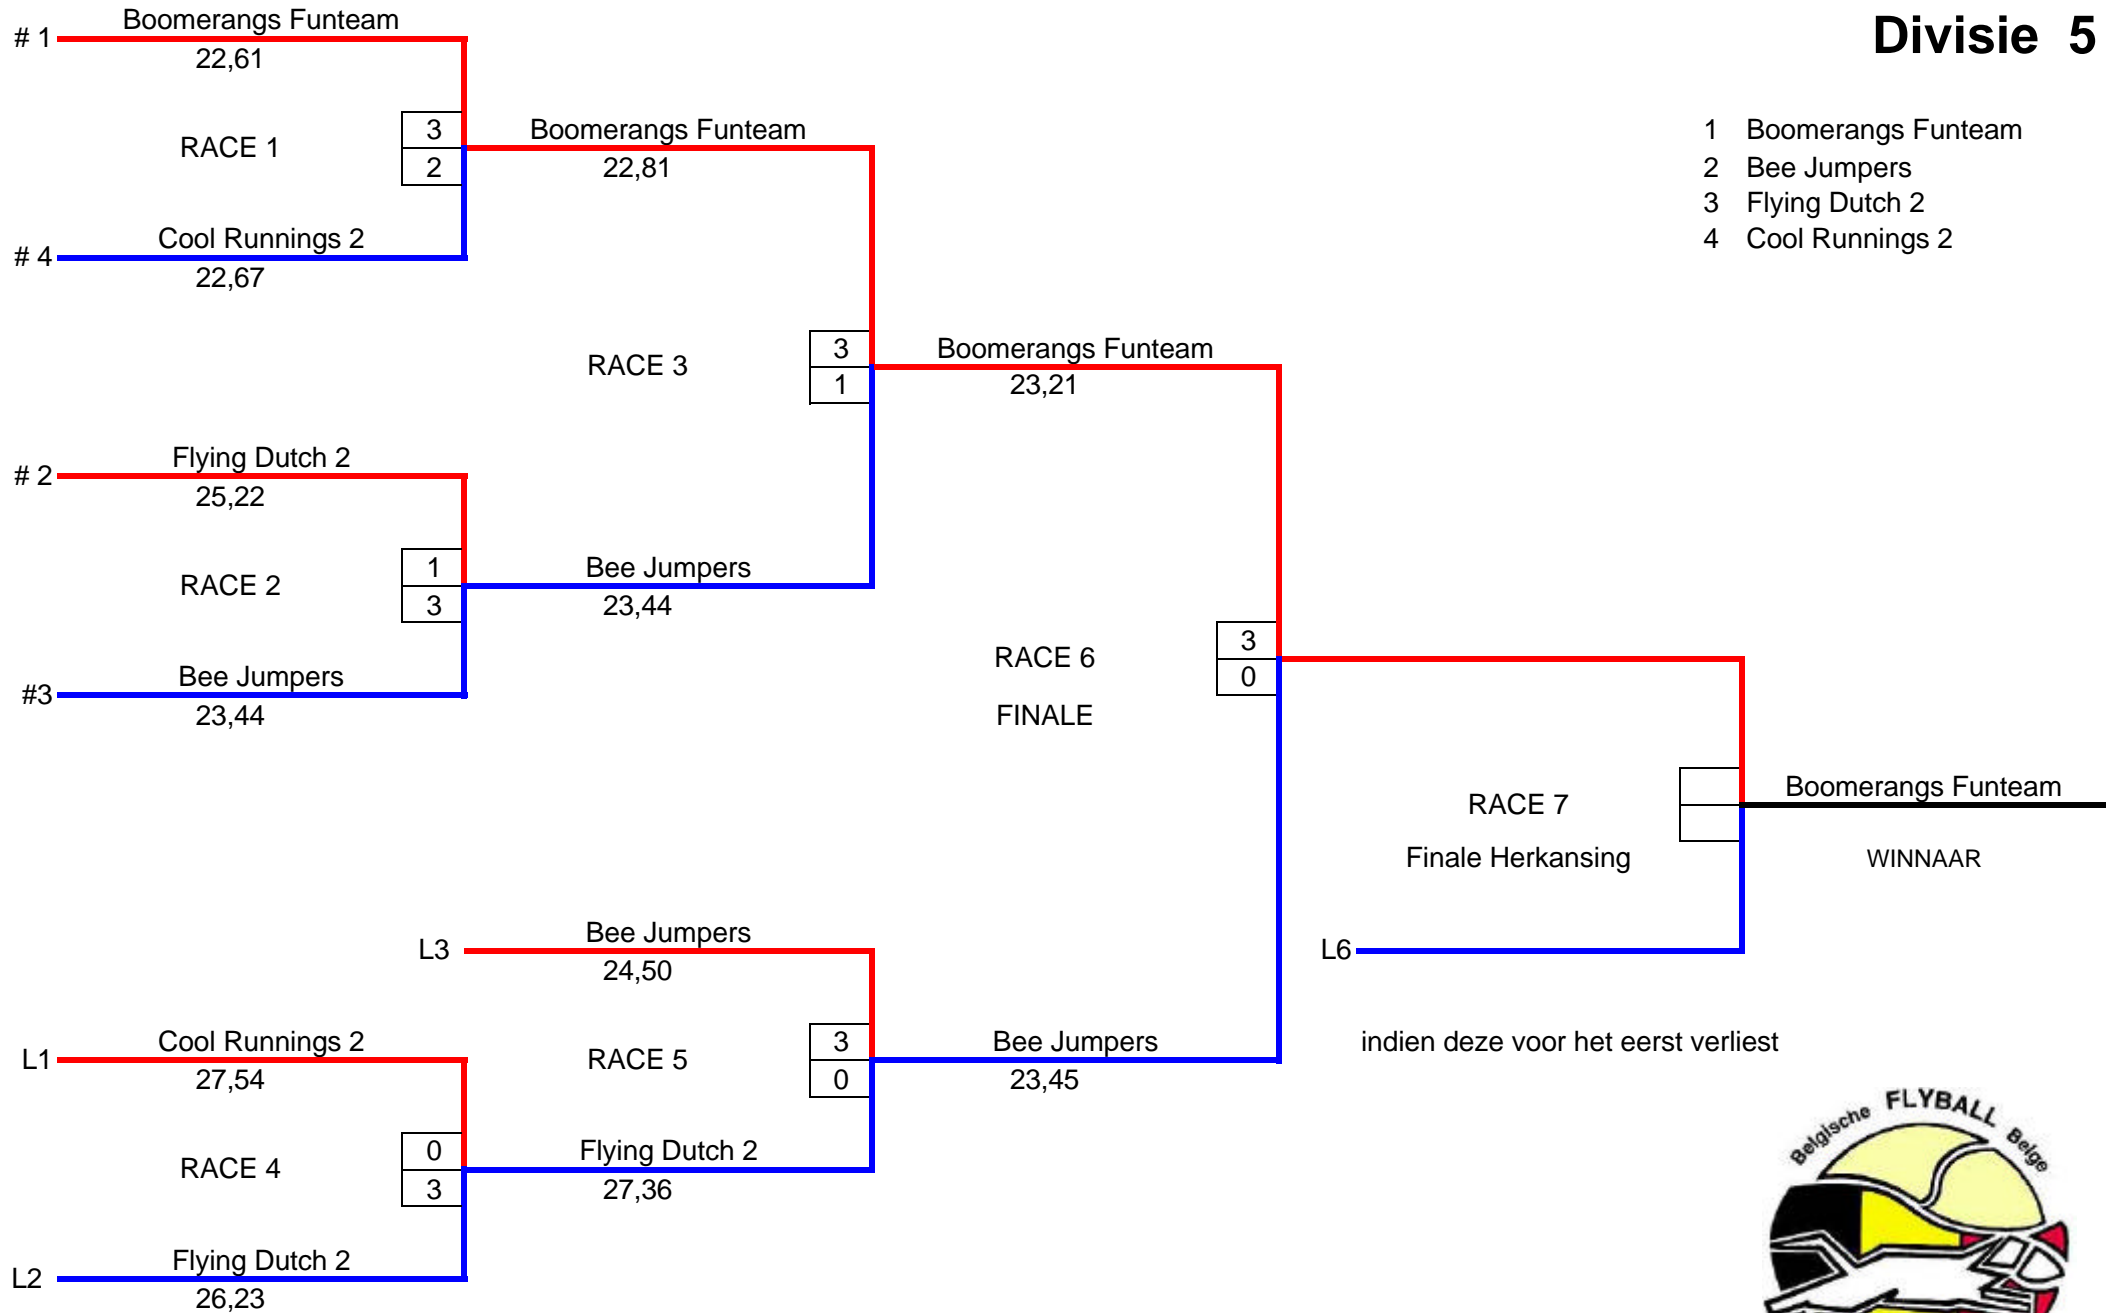 Divisie 5
1 Boomerangs Funteam
2 Bee Jumpers
3 Flying Dutch 2
4 Cool Runnings 2
# 1
Boomerangs Funteam
22,61
RACE 1
3
2
# 4
Cool Runnings 2
22,67
Boomerangs Funteam
22,81
RACE 3
3
1
# 2
Flying Dutch 2
25,22
RACE 2
1
3
#3
Bee Jumpers
23,44
Bee Jumpers
23,44
Boomerangs Funteam
23,21
RACE 6
FINALE
3
0
RACE 7
Finale Herkansing
Boomerangs Funteam
WINNAAR
L6
indien deze voor het eerst verliest
L3
Bee Jumpers
24,50
RACE 5
3
0
Bee Jumpers
23,45
L1
Cool Runnings 2
27,54
RACE 4
0
3
Flying Dutch 2
27,36
L2
Flying Dutch 2
26,23
Belgische FLYBALL Belge